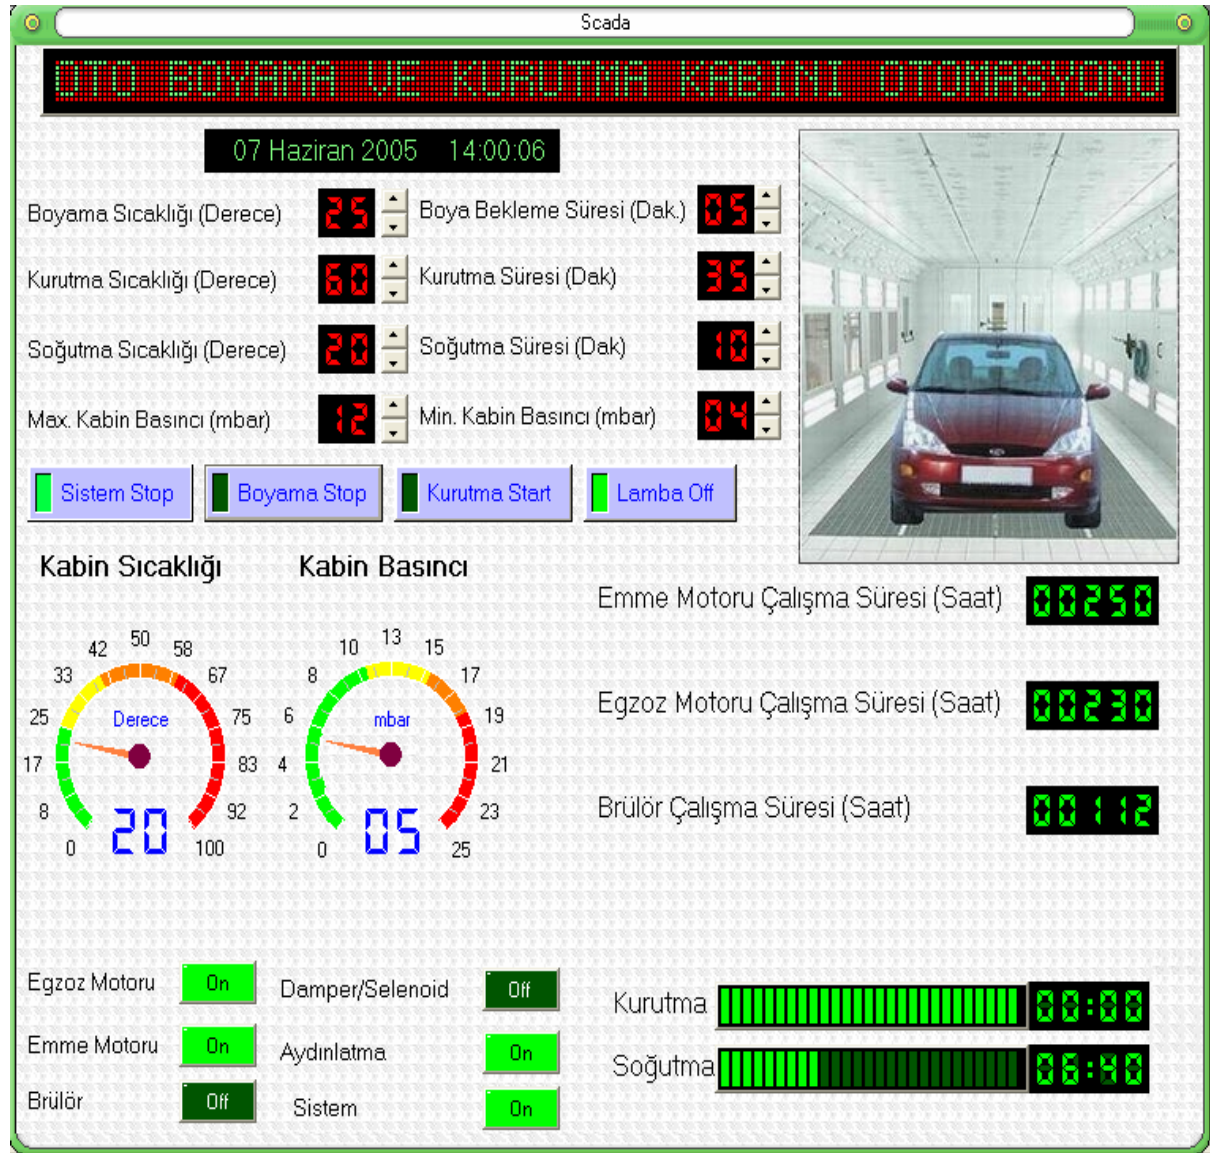 Scada
OTO BOYAMA VE KURUTMA KABINI OTOMASYONU
07 Haziran 2005 14:00:06
Boyama Sıcaklığı (Derece) 25 Boya Bekleme Süresi (Dak.) 05
Kurutma Sıcaklığı (Derece) 60 Kurutma Süresi (Dak) 35
Soğutma Sıcaklığı (Derece) 20 Soğutma Süresi (Dak) 10
Max. Kabin Basıncı (mbar) 12 Min. Kabin Basıncı (mbar) 04
Sistem Stop Boyama Stop Kurutma Start Lamba Off
Kabin Sıcaklığı
0 8 17 25 33 42 50 58 67 75 83 92 100
Derece
20
Kabin Basıncı
0 2 4 6 8 10 13 15 17 19 21 23 25
mbar
05
Emme Motoru Çalışma Süresi (Saat) 00250
Egzoz Motoru Çalışma Süresi (Saat) 00230
Brülör Çalışma Süresi (Saat) 00112
Egzoz Motoru On Damper/Selenoid Off
Emme Motoru On Aydınlatma On
Brülör Off Sistem On
Kurutma 00:00
Soğutma 06:40